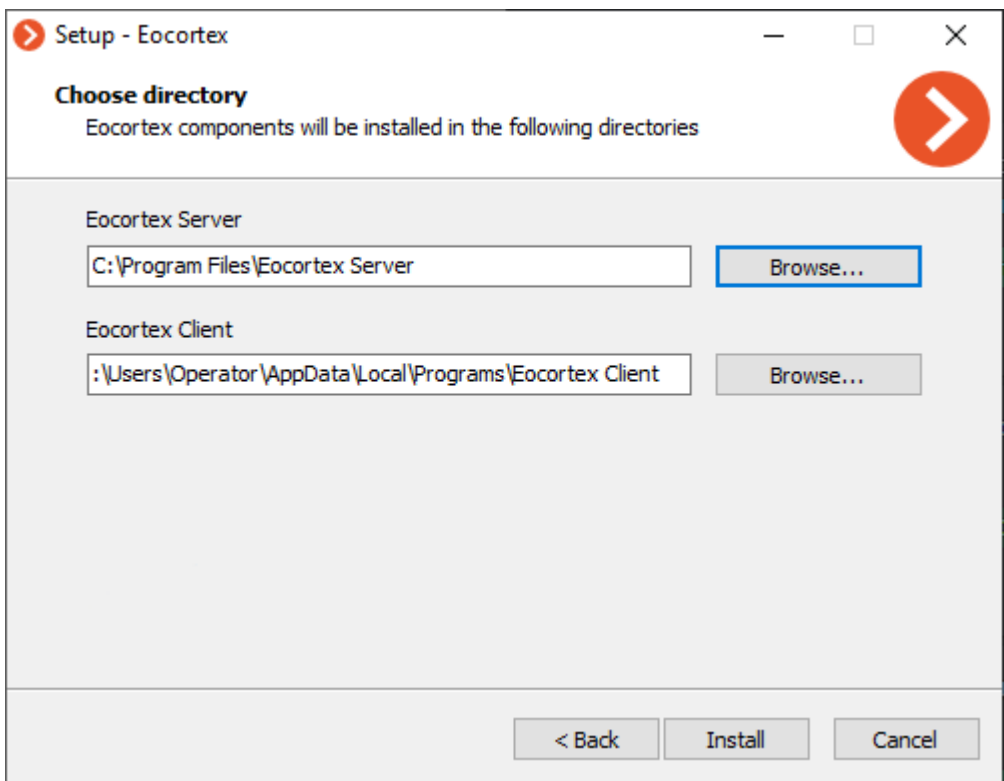 Setup - Eocortex
Choose directory
Eocortex components will be installed in the following directories
Eocortex Server
C:\Program Files\Eocortex Server
Browse...
Eocortex Client
:\Users\Operator\AppData\Local\Programs\Eocortex Client
Browse...
< Back
Install
Cancel